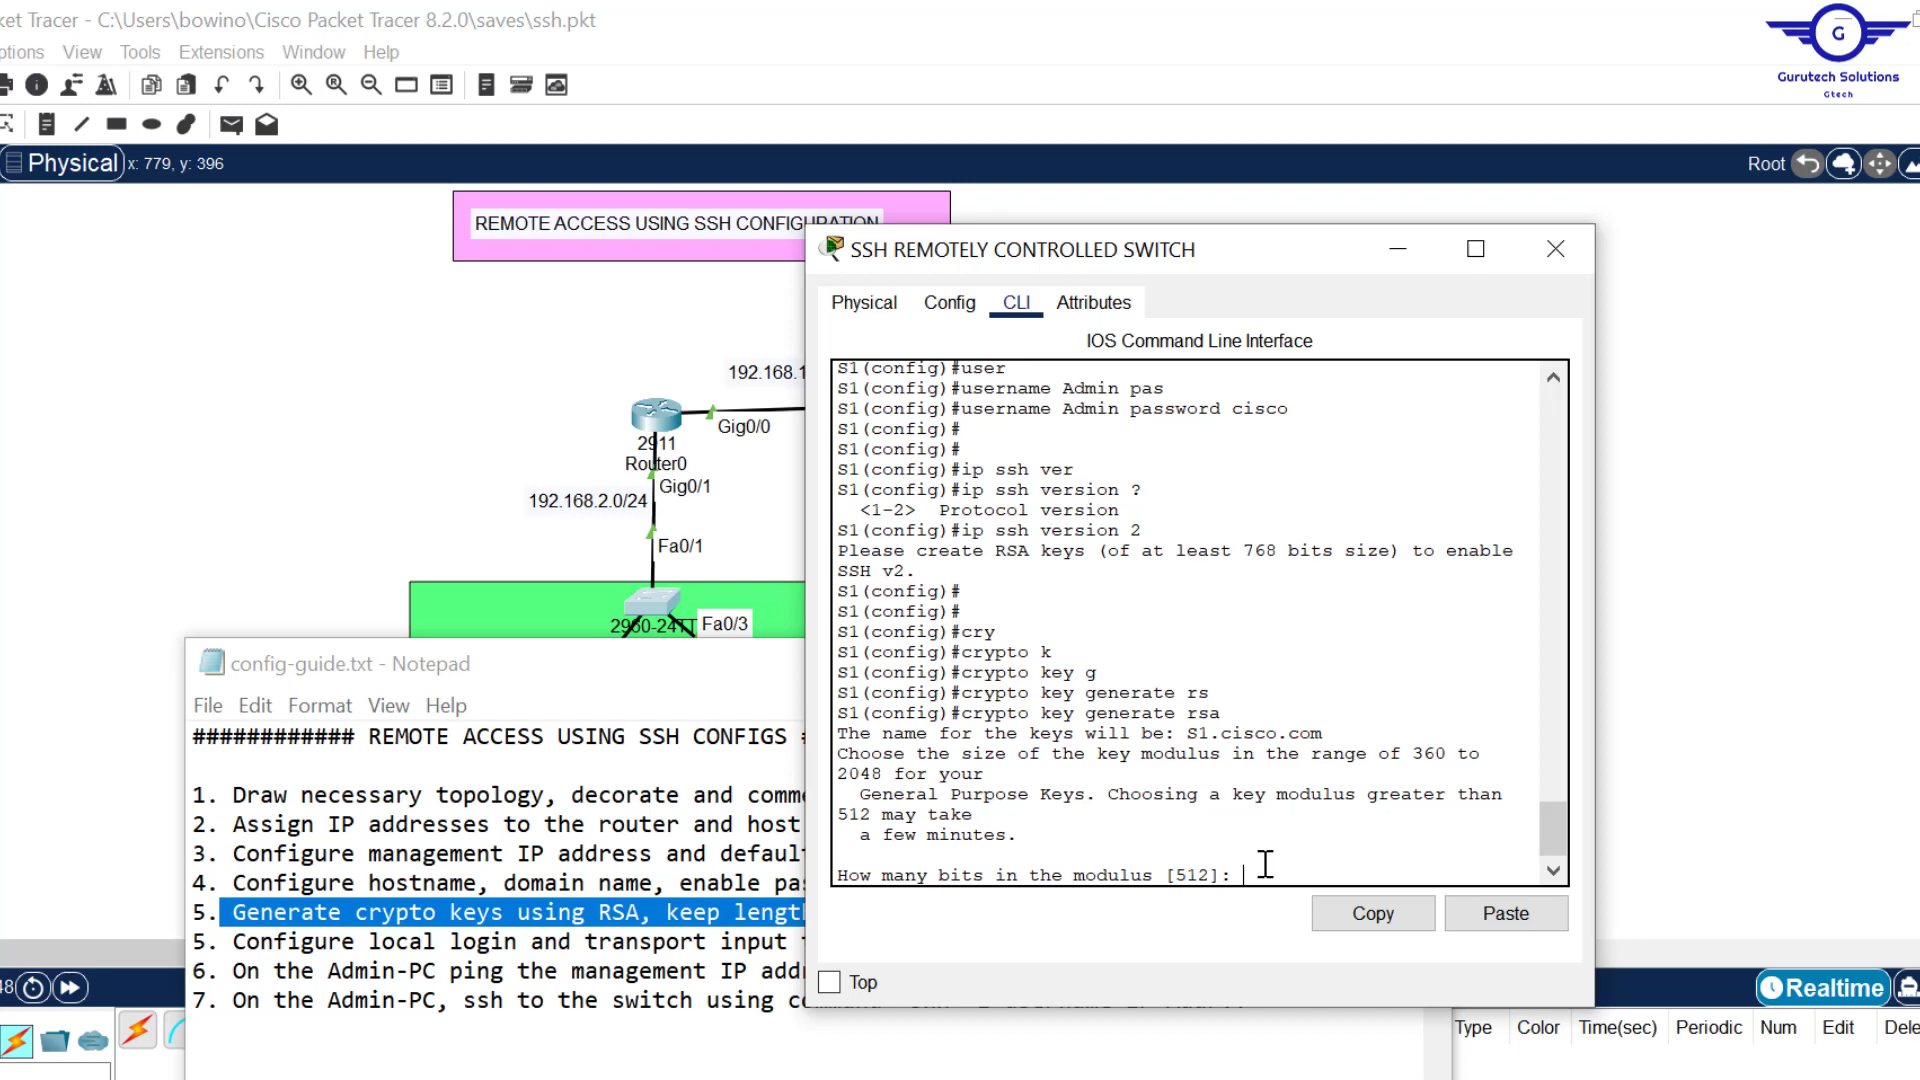 ket Tracer - C:\Users\bowino\Cisco Packet Tracer 8.2.0\saves\ssh.pkt
ptions View Tools Extensions Window Help
G
Gurutech Solutions
Gtech
Physical x: 779, y: 396
Root
REMOTE ACCESS USING SSH CONFIGURATION
192.168.1
Gig0/0
2911
Router0
Gig0/1
192.168.2.0/24
Fa0/1
2960-24TT
Fa0/3
SSH REMOTELY CONTROLLED SWITCH
Physical Config CLI Attributes
IOS Command Line Interface
S1(config)#user
S1(config)#username Admin pas
S1(config)#username Admin password cisco
S1(config)#
S1(config)#
S1(config)#ip ssh ver
S1(config)#ip ssh version ?
<1-2> Protocol version
S1(config)#ip ssh version 2
Please create RSA keys (of at least 768 bits size) to enable
SSH v2.
S1(config)#
S1(config)#
S1(config)#cry
S1(config)#crypto k
S1(config)#crypto key g
S1(config)#crypto key generate rs
S1(config)#crypto key generate rsa
The name for the keys will be: S1.cisco.com
Choose the size of the key modulus in the range of 360 to
2048 for your
General Purpose Keys. Choosing a key modulus greater than
512 may take
a few minutes.
How many bits in the modulus [512]:
Copy Paste
Top
config-guide.txt - Notepad
File Edit Format View Help
############ REMOTE ACCESS USING SSH CONFIGS #
1. Draw necessary topology, decorate and comme
2. Assign IP addresses to the router and host
3. Configure management IP address and default
4. Configure hostname, domain name, enable pas
5. Generate crypto keys using RSA, keep length
5. Configure local login and transport input
6. On the Admin-PC ping the management IP add
7. On the Admin-PC, ssh to the switch using
Realtime
Type Color Time(sec) Periodic Num Edit Dele